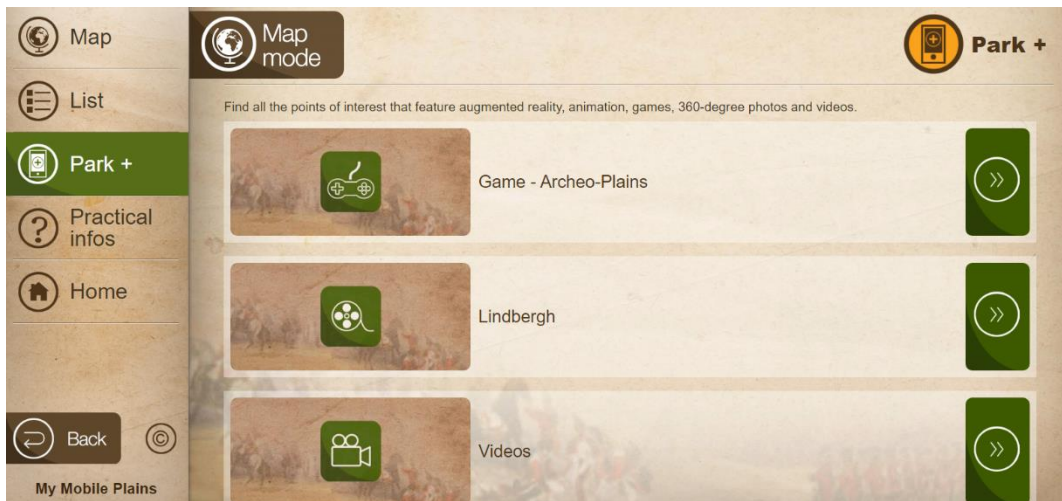 Map
List
Park +
Practical
infos
Home
Back
©
My Mobile Plains
Map
mode
Park +
Find all the points of interest that feature augmented reality, animation, games, 360-degree photos and videos.
Game - Archeo-Plains
Lindbergh
Videos